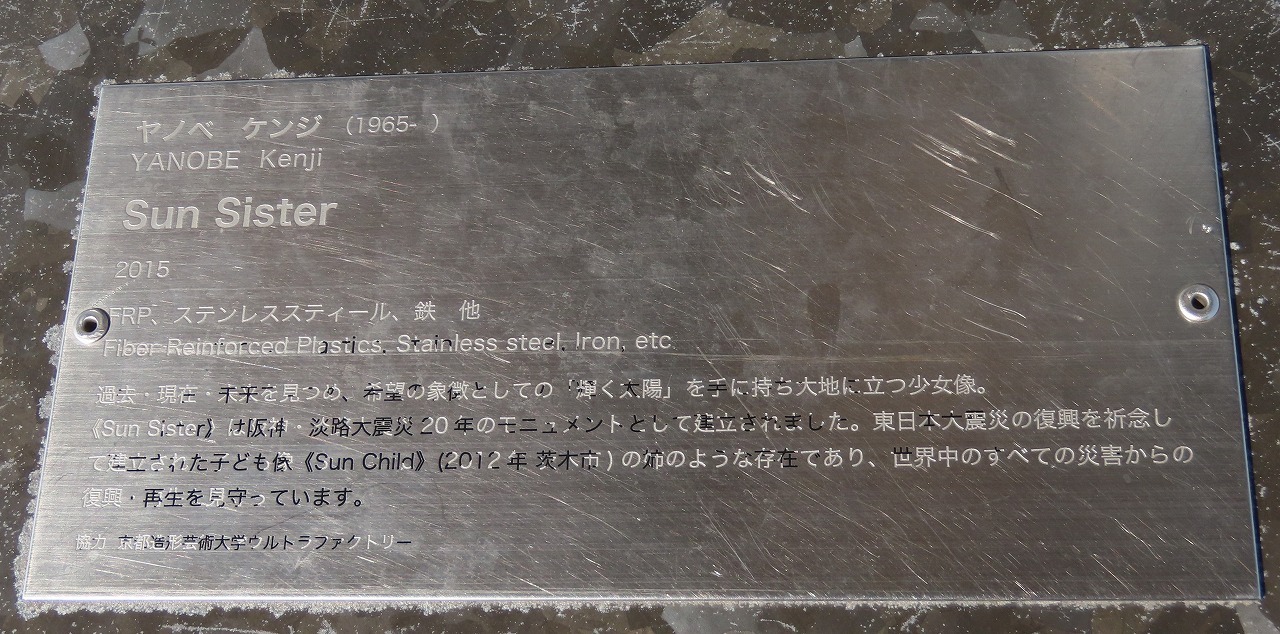 ヤノベ　ケンジ （1965-  ）
YANOBE Kenji
Sun Sister
2015
FRP、ステンレススティール、鉄　他
Fiber Reinforced Plastics, Stainless steel, Iron, etc
過去・現在・未来を見つめ、希望の象徴としての「輝く太陽」を手に持ち大地に立つ少女像。
《Sun Sister》は阪神・淡路大震災20年のモニュメントとして建立されました。東日本大震災の復興を祈念し
て建立された子ども像《Sun Child》(2012年 茨木市)の姉のような存在であり、世界中のすべての災害からの
復興・再生を見守っています。
協力 京都造形芸術大学ウルトラファクトリー